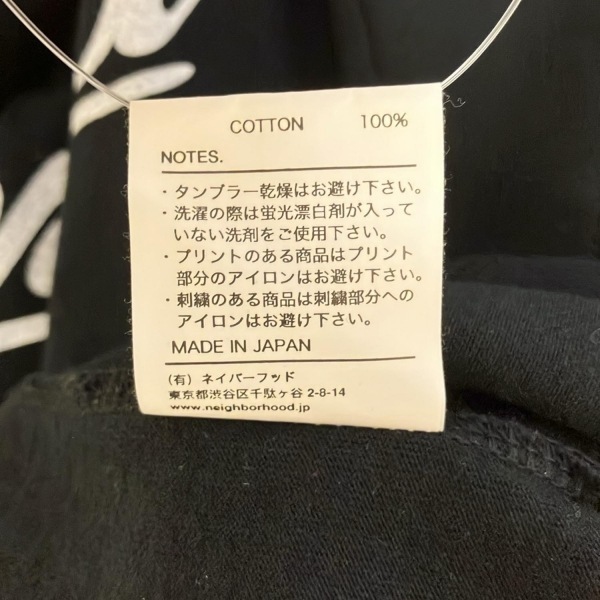 COTTON 100%
NOTES.
・タンブラー乾燥はお避け下さい。
・洗濯の際は蛍光漂白剤が入って
いない洗剤をご使用下さい。
・プリントのある商品はプリント
部分のアイロンはお避け下さい。
・刺繍のある商品は刺繍部分への
アイロンはお避け下さい。
MADE IN JAPAN
(有) ネイバーフッド
東京都渋谷区千駄ヶ谷 2-8-14
www.neighborhood.jp